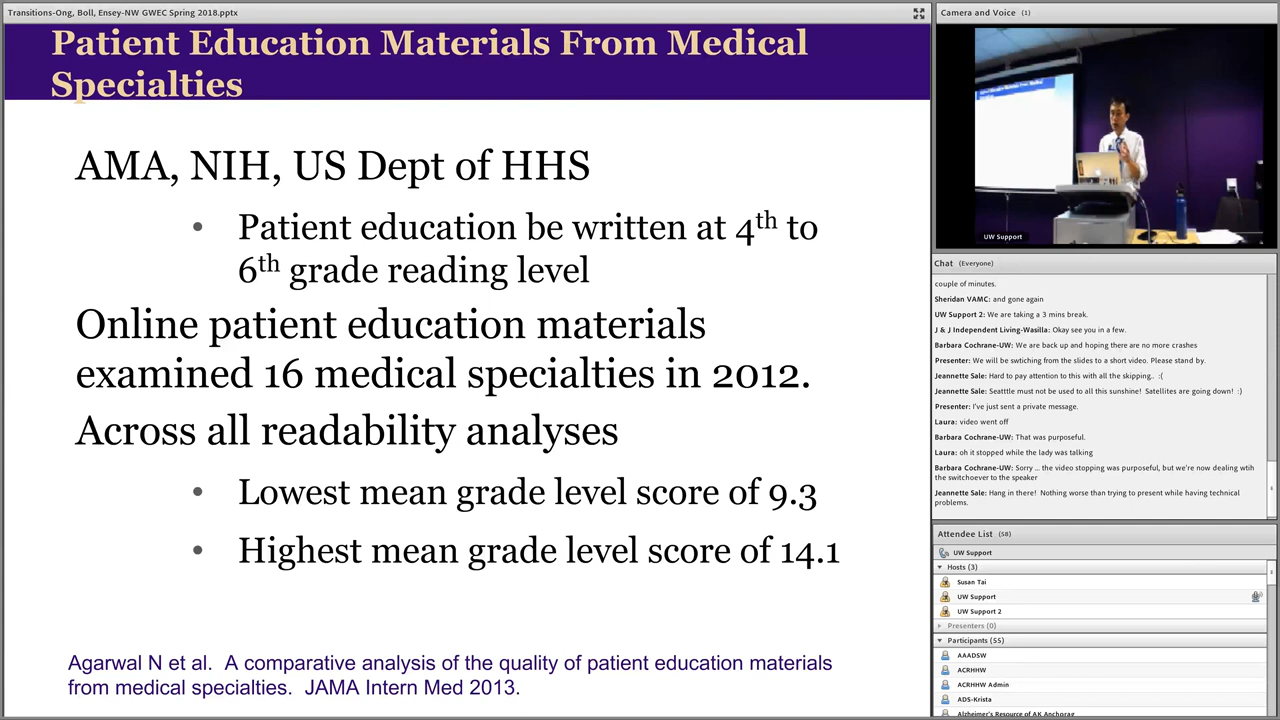 Transitions-Ong, Boll, Ensey-NW GWEC Spring 2018.pptx
Patient Education Materials From Medical
Specialties
AMA, NIH, US Dept of HHS
• Patient education be written at 4th to
6th grade reading level
Online patient education materials
examined 16 medical specialties in 2012.
Across all readability analyses
• Lowest mean grade level score of 9.3
• Highest mean grade level score of 14.1
Agarwal N et al. A comparative analysis of the quality of patient education materials
from medical specialties. JAMA Intern Med 2013.
Camera and Voice (1)
UW Support
Chat (Everyone)
couple of minutes.
Sheridan VAMC: and gone again
UW Support 2: We are taking a 3 mins break.
J & J Independent Living-Wasilla: Okay see you in a few.
Barbara Cochrane-UW: We are back up and hoping there are no more crashes
Presenter: We will be swtiching from the slides to a short video. Please stand by.
Jeannette Sale: Hard to pay attention to this with all the skipping.. :(
Jeannette Sale: Seatttle must not be used to all this sunshine! Satellites are going down! :)
Presenter: I've just sent a private message.
Laura: video went off
Barbara Cochrane-UW: That was purposeful.
Laura: oh it stopped while the lady was talking
Barbara Cochrane-UW: Sorry ... the video stopping was purposeful, but we're now dealing wtih
the switchoever to the speaker
Jeannette Sale: Hang in there! Nothing worse than trying to present while having technical
problems.
Attendee List (58)
UW Support
Hosts (3)
Susan Tai
UW Support
UW Support 2
Presenters (0)
Participants (55)
AAADSW
ACRHHW
ACRHHW Admin
ADS-Krista
Alzheimer's Resource of AK Anchorag